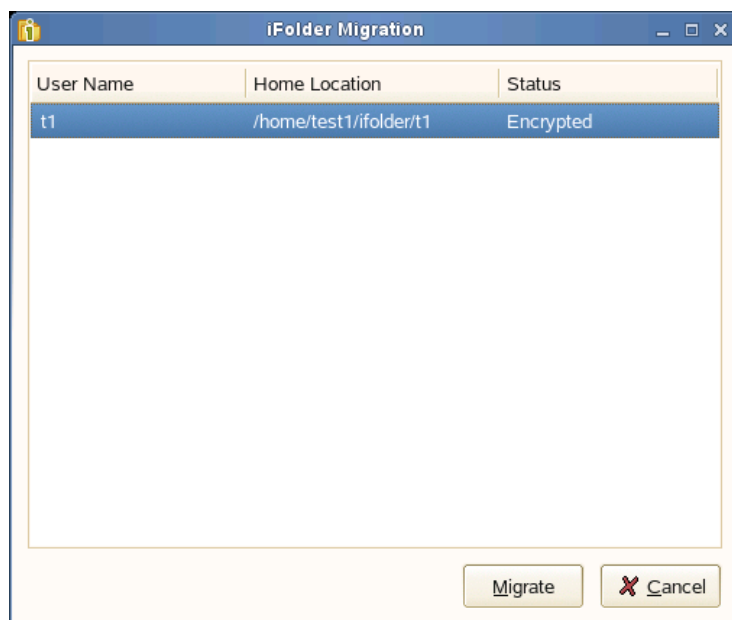 iFolder Migration
User Name Home Location Status
t1 /home/test1/ifolder/t1 Encrypted
Migrate Cancel